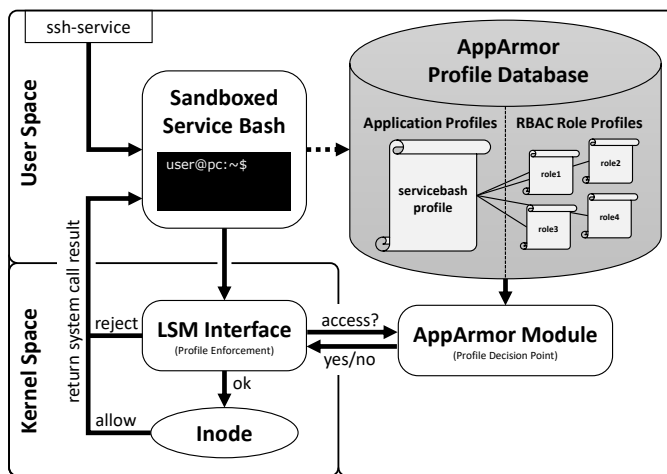 ssh-service
User Space
Sandboxed
Service Bash
user@pc:~$
AppArmor
Profile Database
Application Profiles
RBAC Role Profiles
servicebash
profile
role1
role2
role3
role4
return system call result
Kernel Space
reject
LSM Interface
(Profile Enforcement)
access?
yes/no
AppArmor Module
(Profile Decision Point)
ok
allow
Inode